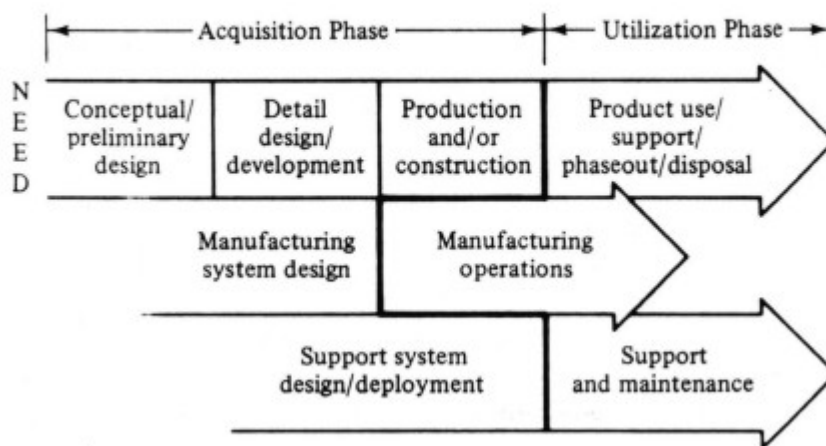 Acquisition Phase
Utilization Phase
NEED
Conceptual/
preliminary
design
Detail
design/
development
Production
and/or
construction
Product use/
support/
phaseout/disposal
Manufacturing
system design
Manufacturing
operations
Support system
design/deployment
Support
and maintenance